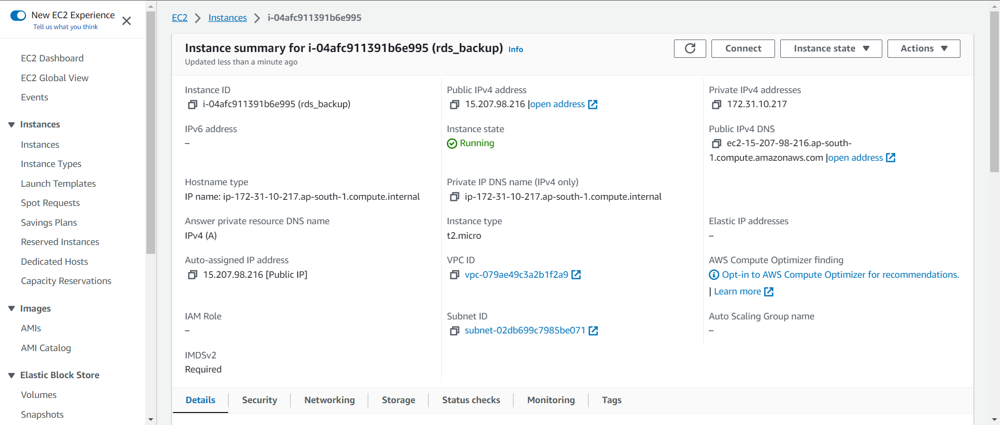 New EC2 Experience
Tell us what you think
EC2 Dashboard
EC2 Global View
Events
Instances
Instances
Instance Types
Launch Templates
Spot Requests
Savings Plans
Reserved Instances
Dedicated Hosts
Capacity Reservations
Images
AMIs
AMI Catalog
Elastic Block Store
Volumes
Snapshots
EC2 > Instances > i-04afc911391b6e995
Instance summary for i-04afc911391b6e995 (rds_backup) Info
Updated less than a minute ago
Connect
Instance state
Actions
Instance ID
i-04afc911391b6e995 (rds_backup)
Public IPv4 address
15.207.98.216 |open address
Private IPv4 addresses
172.31.10.217
IPv6 address
–
Instance state
Running
Public IPv4 DNS
ec2-15-207-98-216.ap-south-
1.compute.amazonaws.com |open address
Hostname type
IP name: ip-172-31-10-217.ap-south-1.compute.internal
Private IP DNS name (IPv4 only)
ip-172-31-10-217.ap-south-1.compute.internal
Answer private resource DNS name
IPv4 (A)
Instance type
t2.micro
Elastic IP addresses
–
Auto-assigned IP address
15.207.98.216 [Public IP]
VPC ID
vpc-079ae49c3a2b1f2a9
AWS Compute Optimizer finding
Opt-in to AWS Compute Optimizer for recommendations.
| Learn more
IAM Role
–
Subnet ID
subnet-02db699c7985be071
Auto Scaling Group name
–
IMDSv2
Required
Details
Security
Networking
Storage
Status checks
Monitoring
Tags